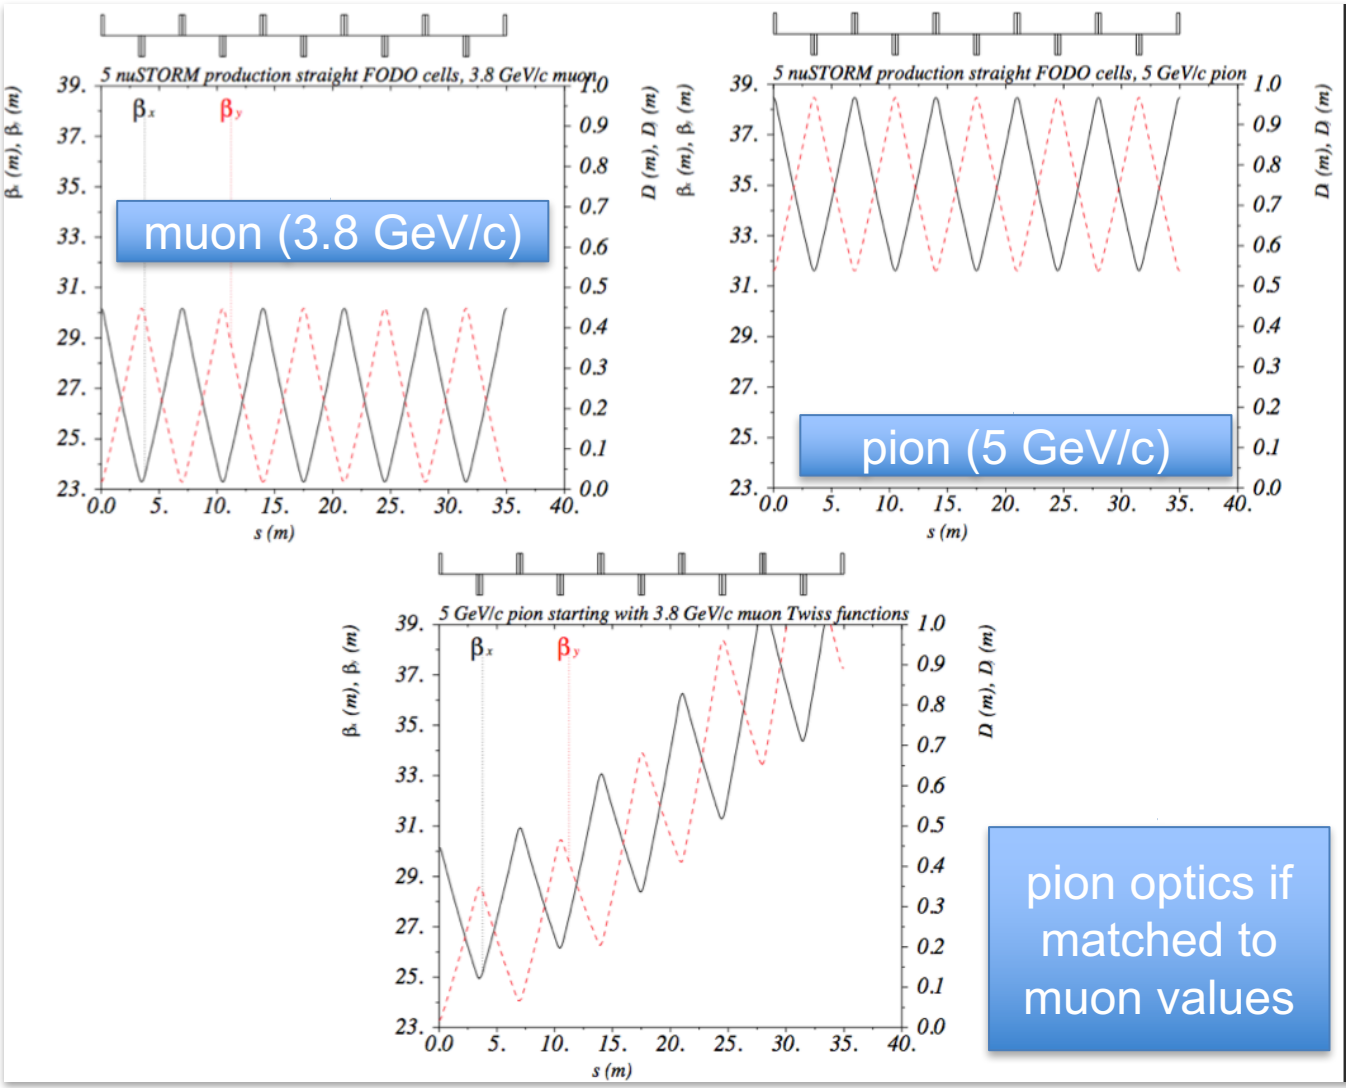 5 nuSTORM production straight FODO cells, 3.8 GeV/c muon
39.
37.
35.
33.
31.
29.
27.
25.
23.
βx (m), βy (m)
βx
βy
muon (3.8 GeV/c)
1.0
0.9
0.8
0.7
0.6
0.5
0.4
0.3
0.2
0.1
0.0
D (m), D (m)
0.0 5. 10. 15. 20. 25. 30. 35. 40.
s (m)
5 nuSTORM production straight FODO cells, 5 GeV/c pion
39.
37.
35.
33.
31.
29.
27.
25.
23.
βx (m), βy (m)
pion (5 GeV/c)
1.0
0.9
0.8
0.7
0.6
0.5
0.4
0.3
0.2
0.1
0.0
D (m), D (m)
0.0 5. 10. 15. 20. 25. 30. 35. 40.
s (m)
5 GeV/c pion starting with 3.8 GeV/c muon Twiss functions
39.
37.
35.
33.
31.
29.
27.
25.
23.
βx (m), βy (m)
βx
βy
1.0
0.9
0.8
0.7
0.6
0.5
0.4
0.3
0.2
0.1
0.0
D (m), D (m)
0.0 5. 10. 15. 20. 25. 30. 35. 40.
s (m)
pion optics if
matched to
muon values